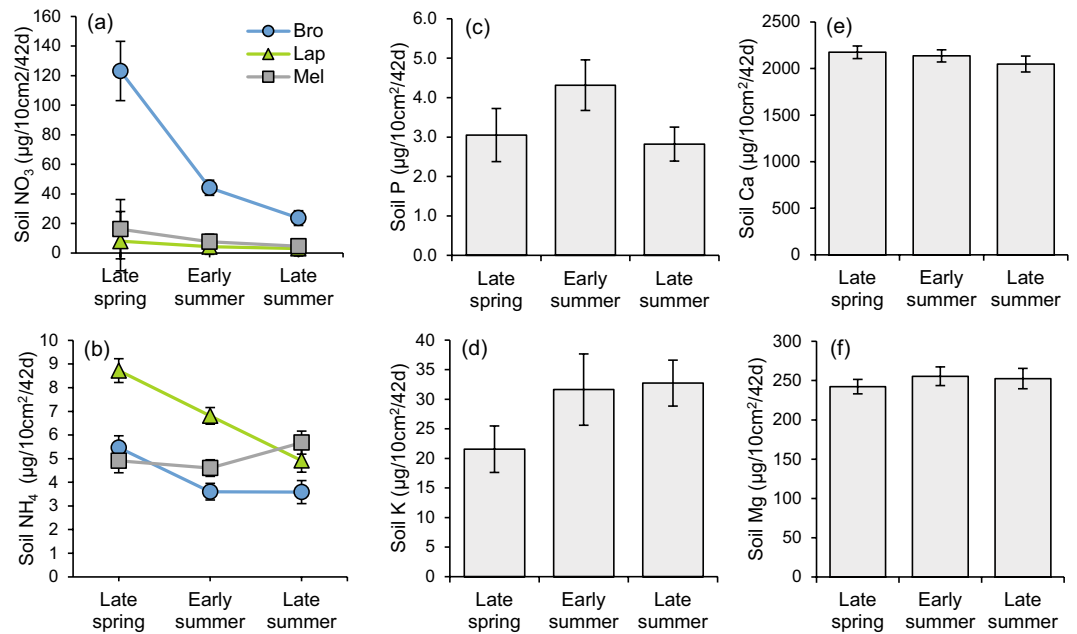 (a)
Soil NO3 (µg/10cm2/42d)
160
140
120
100
80
60
40
20
0
Bro
Lap
Mel
Late spring
Early summer
Late summer
(c)
Soil P (µg/10cm²/42d)
6.0
5.0
4.0
3.0
2.0
1.0
0.0
Late spring
Early summer
Late summer
(e)
Soil Ca (µg/10cm²/42d)
2500
2000
1500
1000
500
0
Late spring
Early summer
Late summer
(b)
Soil NH4 (µg/10cm²/42d)
10
9
8
7
6
5
4
3
2
1
0
Late spring
Early summer
Late summer
(d)
Soil K (µg/10cm²/42d)
40
35
30
25
20
15
10
5
0
Late spring
Early summer
Late summer
(f)
Soil Mg (µg/10cm²/42d)
300
250
200
150
100
50
0
Late spring
Early summer
Late summer